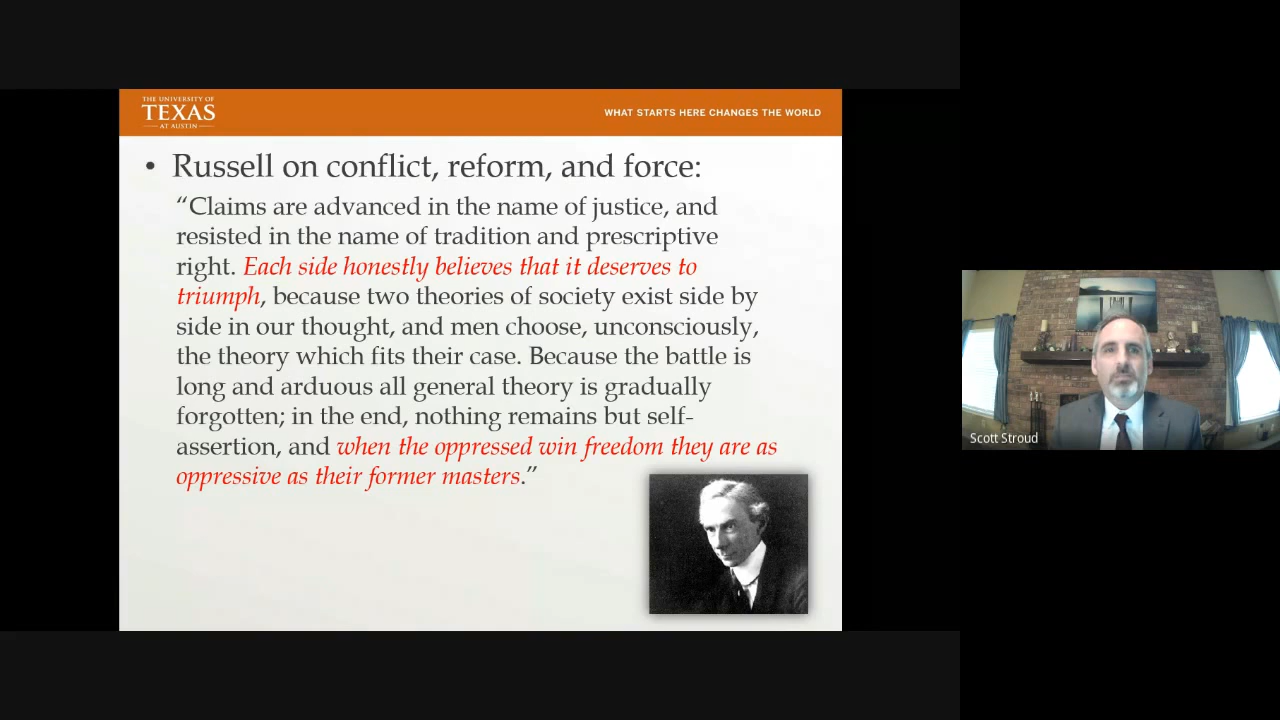 THE UNIVERSITY OF
TEXAS
AT AUSTIN
WHAT STARTS HERE CHANGES THE WORLD
• Russell on conflict, reform, and force:
“Claims are advanced in the name of justice, and
resisted in the name of tradition and prescriptive
right. Each side honestly believes that it deserves to
triumph, because two theories of society exist side by
side in our thought, and men choose, unconsciously,
the theory which fits their case. Because the battle is
long and arduous all general theory is gradually
forgotten; in the end, nothing remains but self-
assertion, and when the oppressed win freedom they are as
oppressive as their former masters.”
Scott Stroud